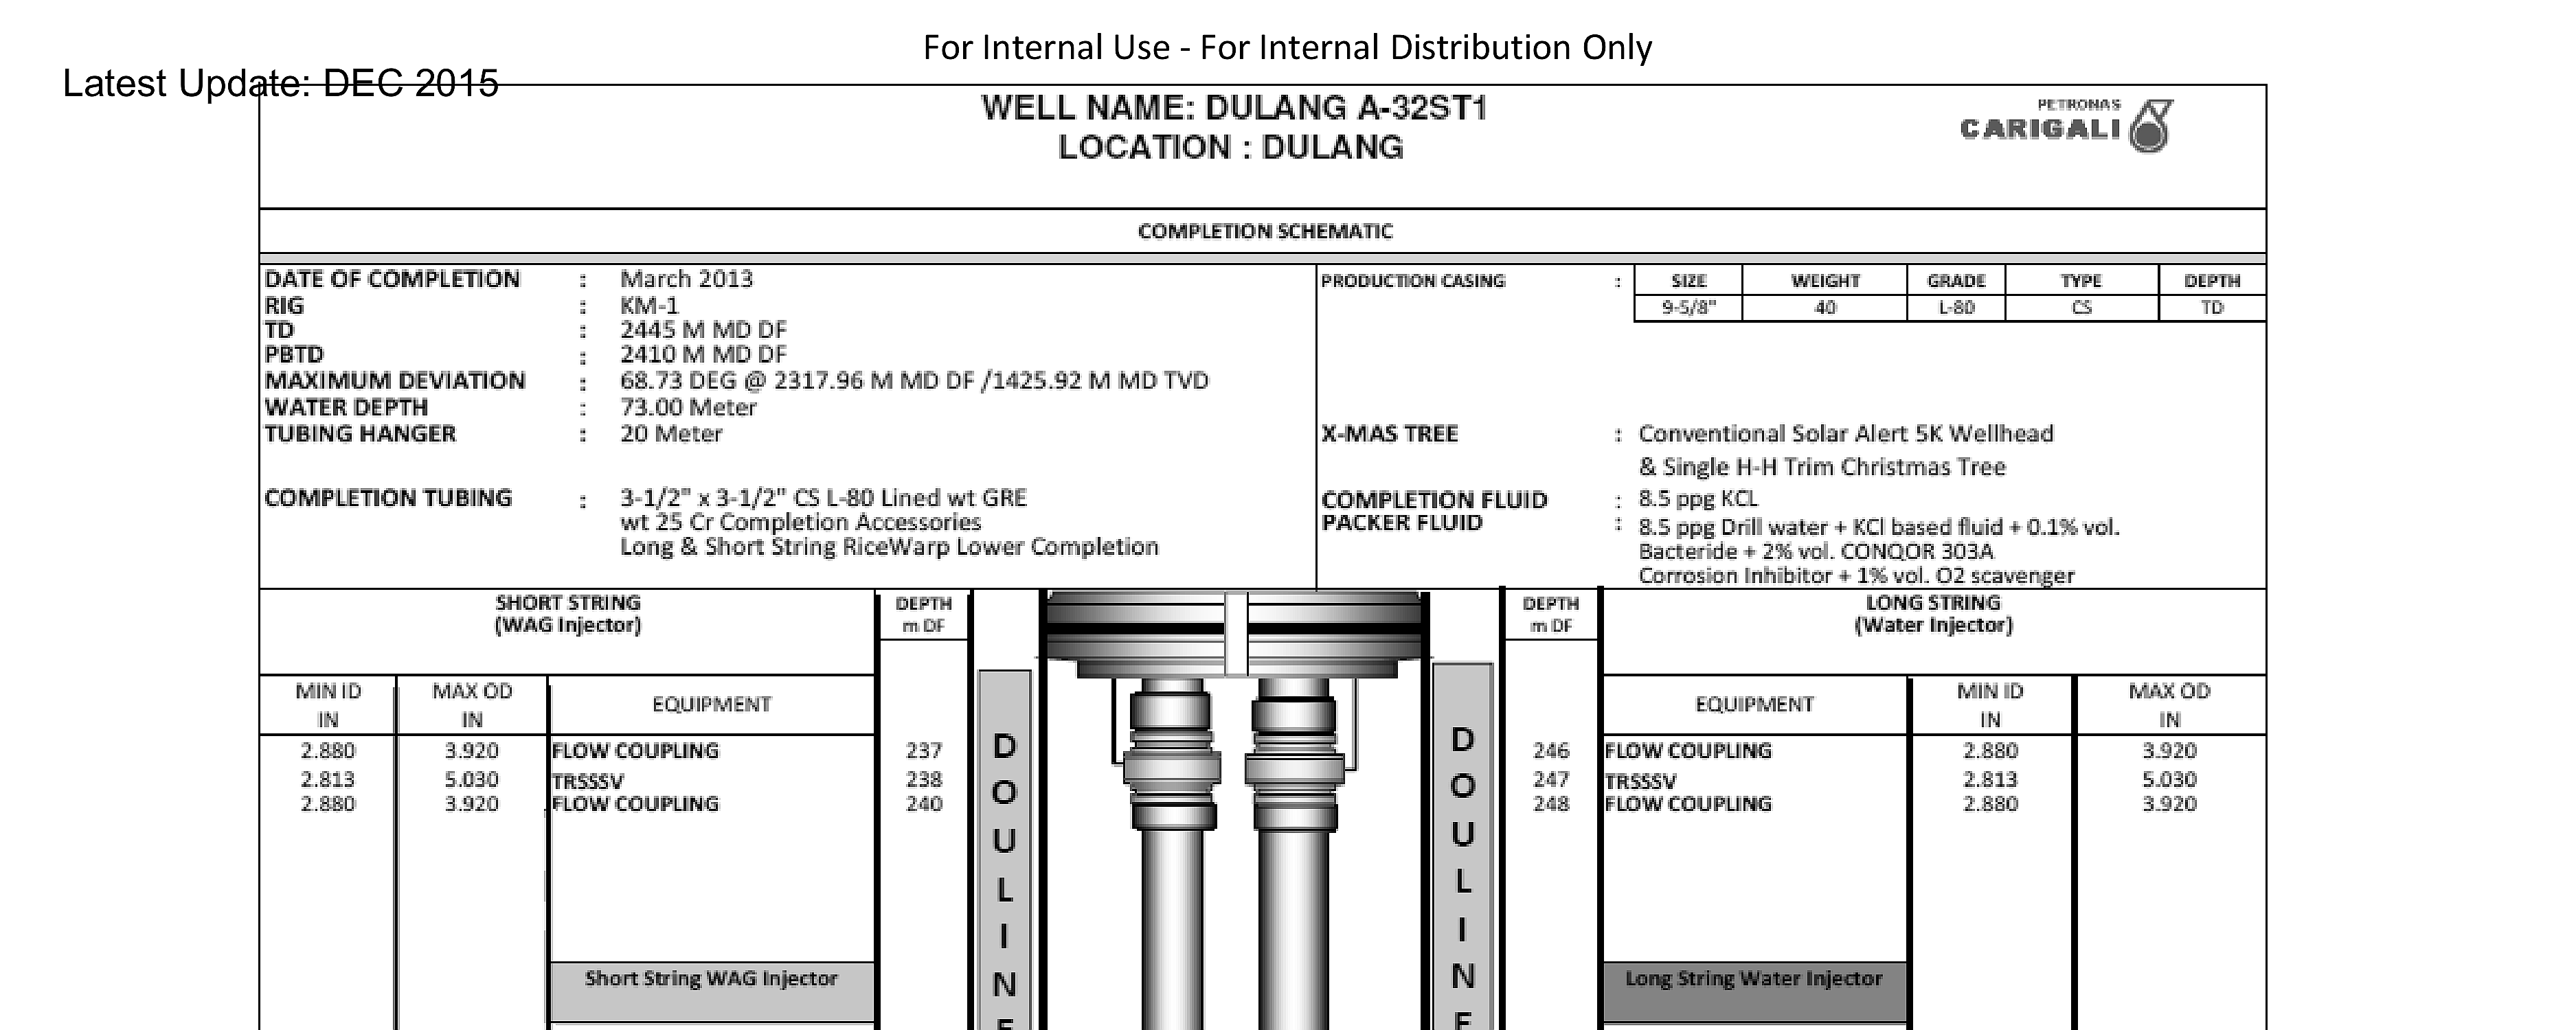 For Internal Use - For Internal Distribution Only
Latest Update: DEC 2015
WELL NAME: DULANG A-32ST1
LOCATION : DULANG
PETRONAS
CARIGALI
COMPLETION SCHEMATIC
DATE OF COMPLETION : March 2013
RIG : KM-1
TD : 2445 M MD DF
PBTD : 2410 M MD DF
MAXIMUM DEVIATION : 68.73 DEG @ 2317.96 M MD DF /1425.92 M MD TVD
WATER DEPTH : 73.00 Meter
TUBING HANGER : 20 Meter
COMPLETION TUBING : 3-1/2" x 3-1/2" CS L-80 Lined wt GRE
wt 25 Cr Completion Accessories
Long & Short String RiceWarp Lower Completion
PRODUCTION CASING : SIZE WEIGHT GRADE TYPE DEPTH
9-5/8" 40 L-80 CS TD
X-MAS TREE : Conventional Solar Alert 5K Wellhead
& Single H-H Trim Christmas Tree
COMPLETION FLUID : 8.5 ppg KCL
PACKER FLUID : 8.5 ppg Drill water + KCl based fluid + 0.1% vol.
Bacteride + 2% vol. CONQOR 303A
Corrosion Inhibitor + 1% vol. O2 scavenger
SHORT STRING
(WAG Injector)
DEPTH
m DF
MIN ID
IN
MAX OD
IN
EQUIPMENT
2.880 3.920 FLOW COUPLING 237
2.813 5.030 TRSSSV 238
2.880 3.920 FLOW COUPLING 240
Short String WAG Injector
D
O
U
L
I
N
E
D
O
U
L
I
N
E
DEPTH
m DF
LONG STRING
(Water Injector)
EQUIPMENT
MIN ID
IN
MAX OD
IN
246 FLOW COUPLING 2.880 3.920
247 TRSSSV 2.813 5.030
248 FLOW COUPLING 2.880 3.920
Long String Water Injector